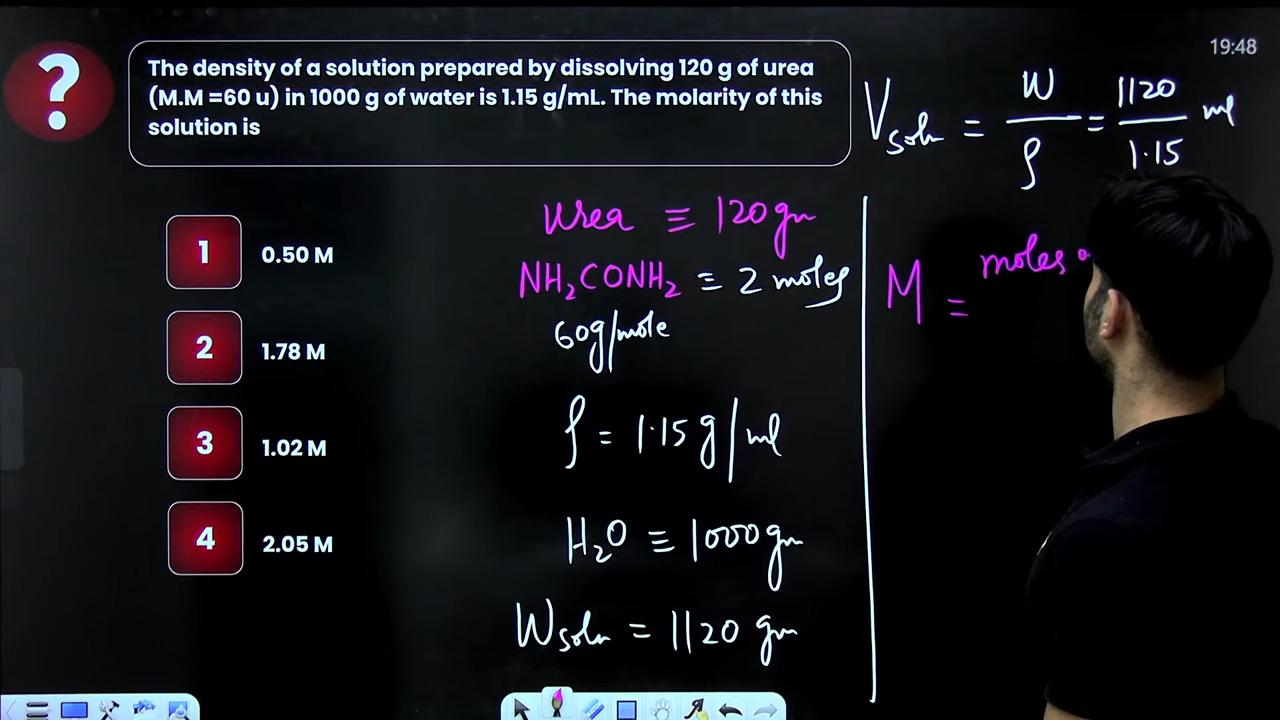 19:48
?
The density of a solution prepared by dissolving 120 g of urea
(M.M =60 u) in 1000 g of water is 1.15 g/mL. The molarity of this
solution is
1 0.50 M
2 1.78 M
3 1.02 M
4 2.05 M
Urea ≡ 120 gm
NH₂CONH₂ ≡ 2 moles
60g/mole
ρ = 1.15 g/ml
H₂O ≡ 1000 gm
Wsoln = 1120 gm
Vsoln = W/ρ = 1120/1.15 ml
M = moles